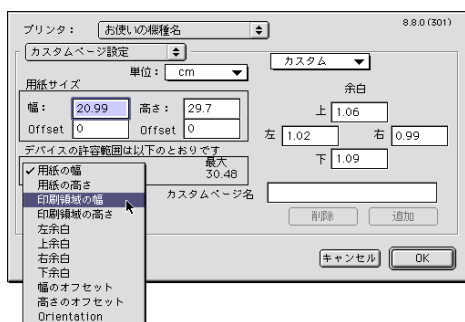 プリンタ： お使いの機種名
8.8.0 (301)
カスタムページ設定
カスタム
単位： cm
用紙サイズ
幅： 20.99 高さ： 29.7
Offset 0 Offset 0
余白
上 1.06
左 1.02 右 0.99
下 1.09
デバイスの許容範囲は以下のとおりです
最大
30.48
✓用紙の幅
用紙の高さ
印刷領域の幅
印刷領域の高さ
左余白
上余白
右余白
下余白
幅のオフセット
高さのオフセット
Orientation
カスタムページ名
削除 追加
キャンセル OK